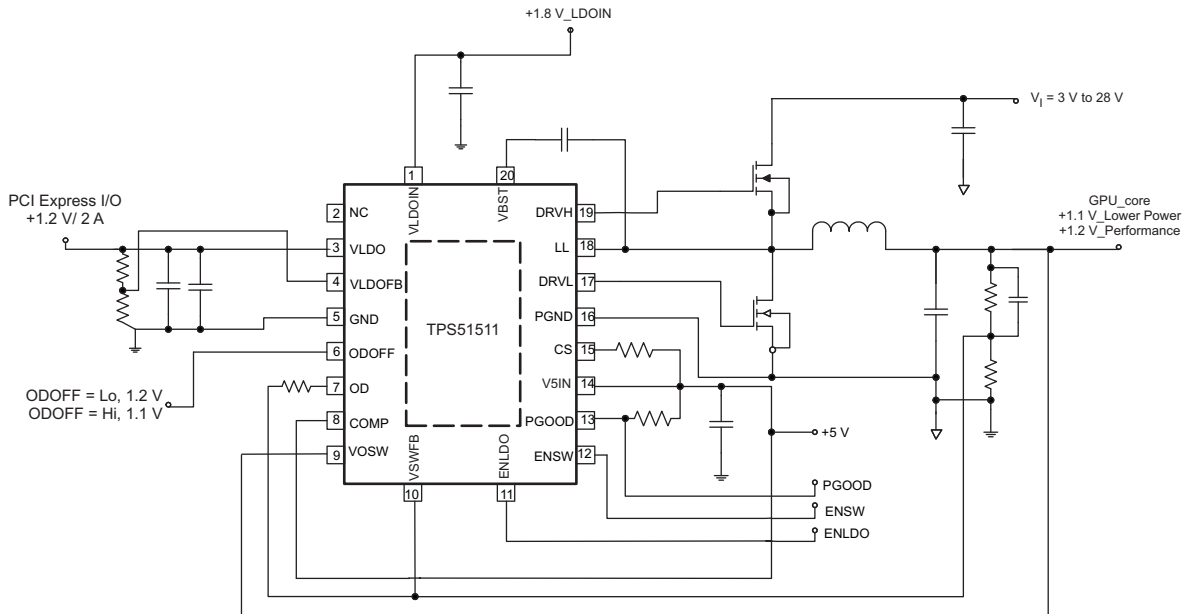 +1.8 V_LDOIN
V_I = 3 V to 28 V
PCI Express I/O
+1.2 V/ 2 A
GPU_core
+1.1 V_Lower Power
+1.2 V_Performance
1
20
VLDOIN
VBST
2
NC
3
VLDO
4
VLDOFB
5
GND
6
ODOFF
7
OD
8
COMP
9
VOSW
TPS51511
DRVH
19
LL
18
DRVL
17
PGND
16
CS
15
V5IN
14
PGOOD
13
ENSW
12
VSWFB
ENLDO
10
11
ODOFF = Lo, 1.2 V
ODOFF = Hi, 1.1 V
+5 V
PGOOD
ENSW
ENLDO